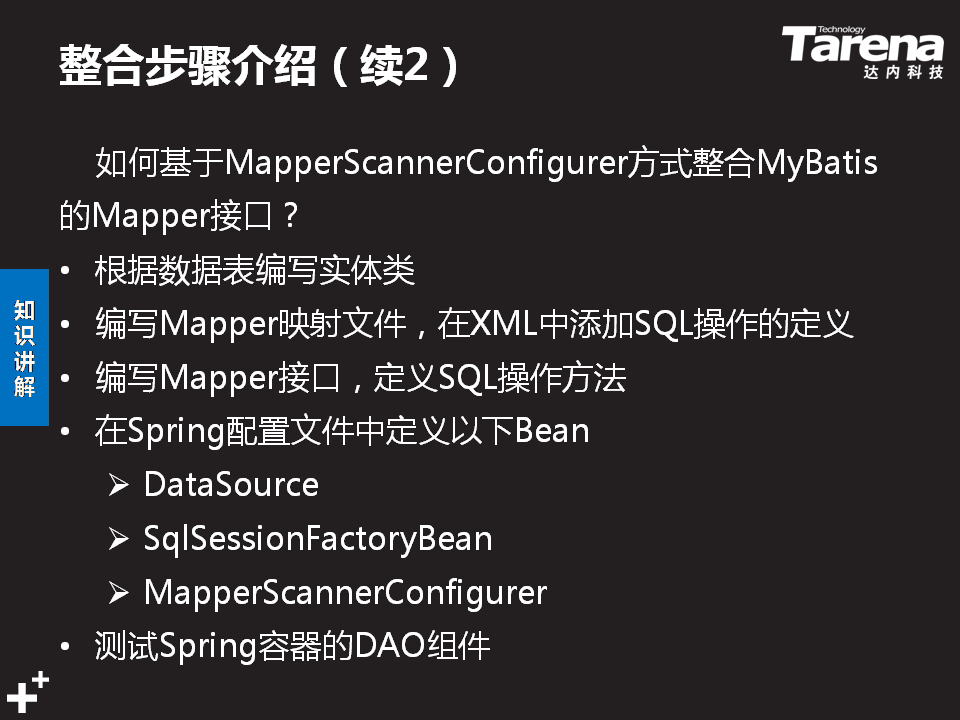 整合步骤介绍（续2）
Technology
Tarena
达内科技
如何基于MapperScannerConfigurer方式整合MyBatis
的Mapper接口？
• 根据数据表编写实体类
• 编写Mapper映射文件，在XML中添加SQL操作的定义
• 编写Mapper接口，定义SQL操作方法
• 在Spring配置文件中定义以下Bean
➢ DataSource
➢ SqlSessionFactoryBean
➢ MapperScannerConfigurer
• 测试Spring容器的DAO组件
知识讲解